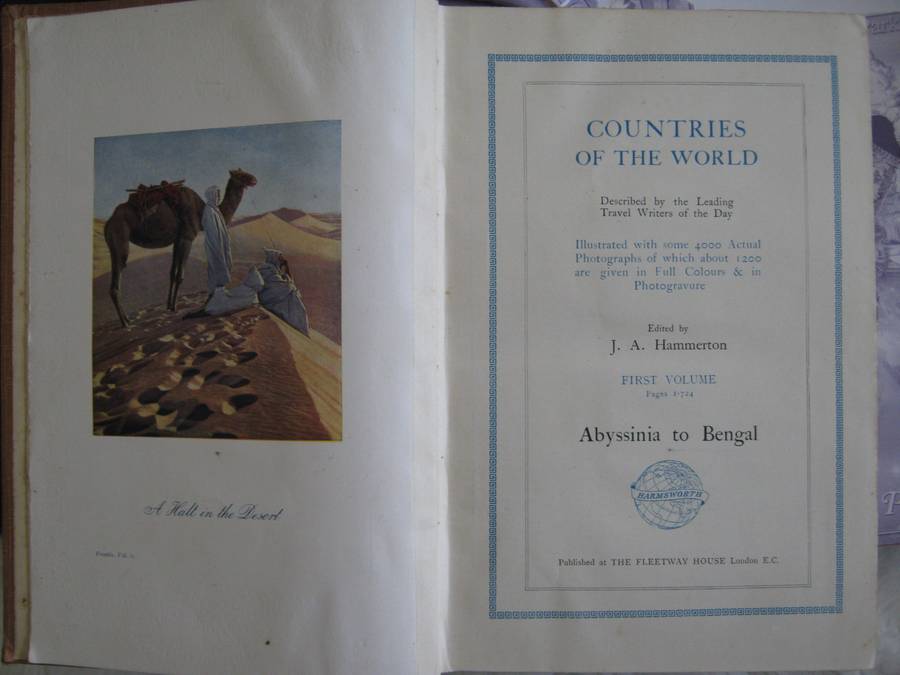 A Halt in the Desert
COUNTRIES
OF THE WORLD
Described by the Leading
Travel Writers of the Day
Illustrated with some 4000 Actual
Photographs of which about 1200
are given in Full Colours & in
Photogravure
Edited by
J. A. Hammerton
FIRST VOLUME
Pages 1-724
Abyssinia to Bengal
HARMSWORTH
Published at THE FLEETWAY HOUSE London E.C.